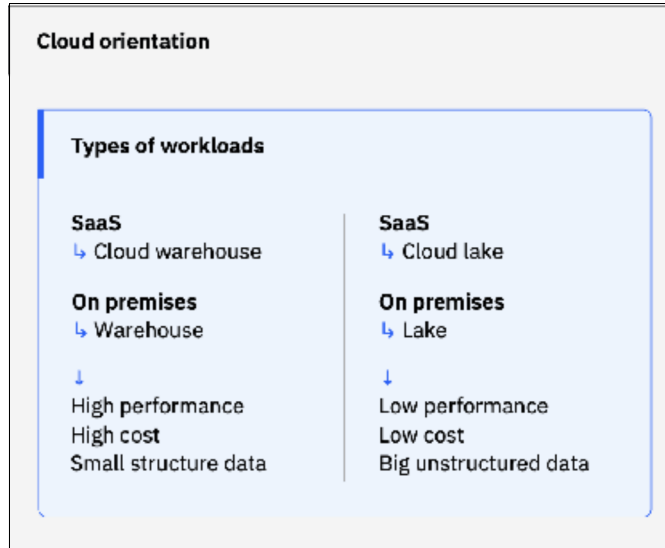 Cloud orientation
Types of workloads
SaaS
↳ Cloud warehouse
On premises
↳ Warehouse
↓
High performance
High cost
Small structure data
SaaS
↳ Cloud lake
On premises
↳ Lake
↓
Low performance
Low cost
Big unstructured data